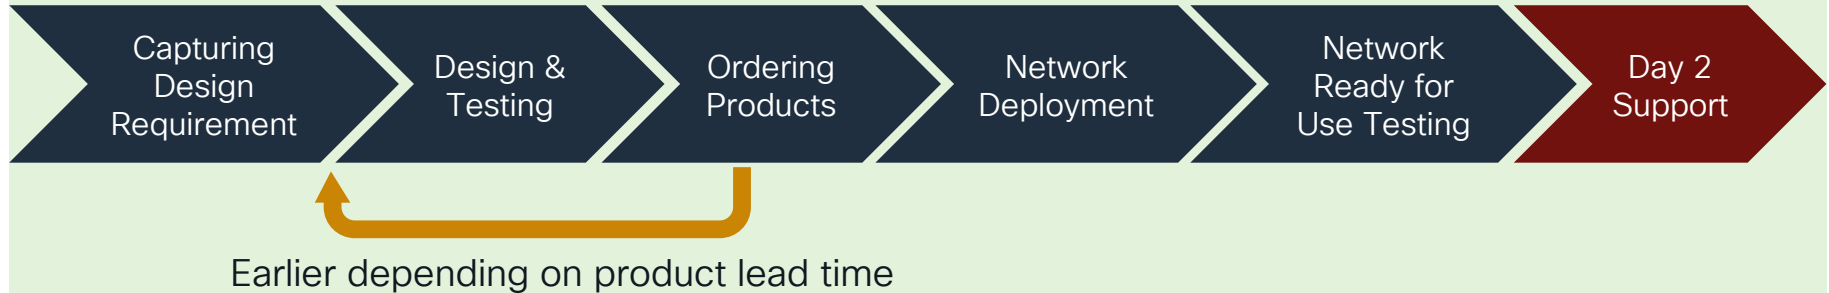 Capturing
Design
Requirement
Design &
Testing
Ordering
Products
Network
Deployment
Network
Ready for
Use Testing
Day 2
Support
Earlier depending on product lead time